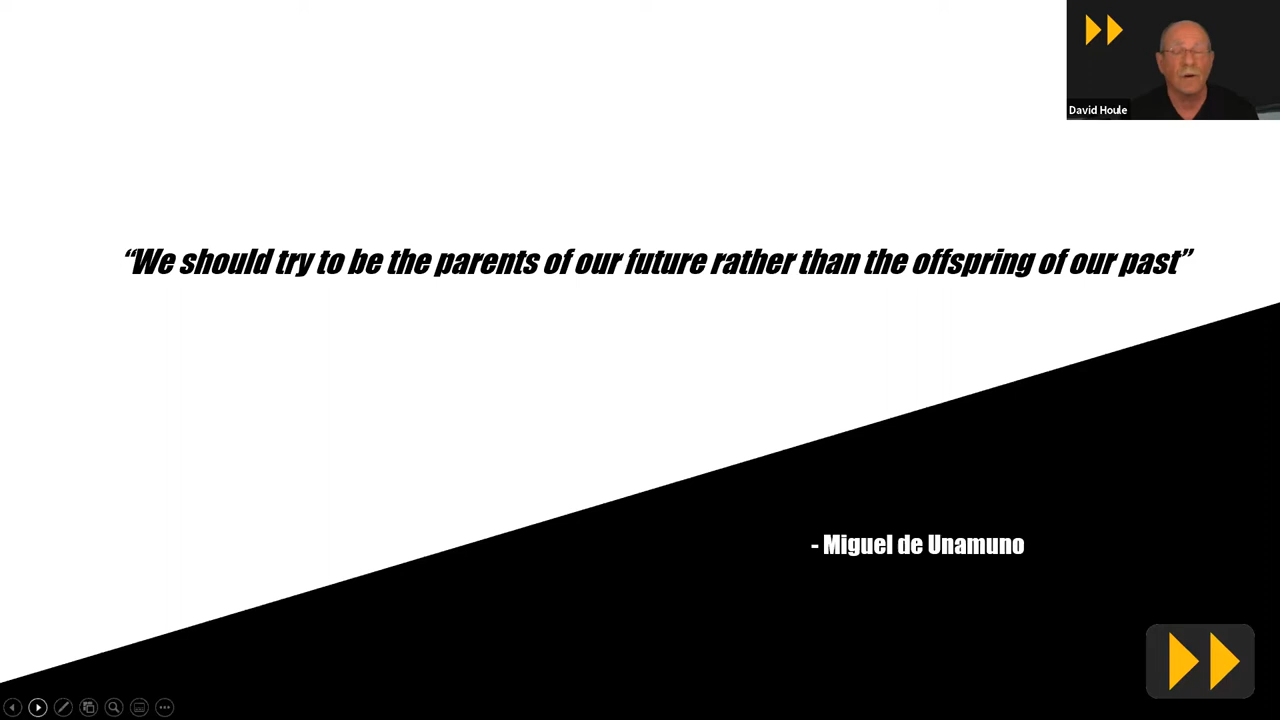 David Houle
“We should try to be the parents of our future rather than the offspring of our past”
- Miguel de Unamuno